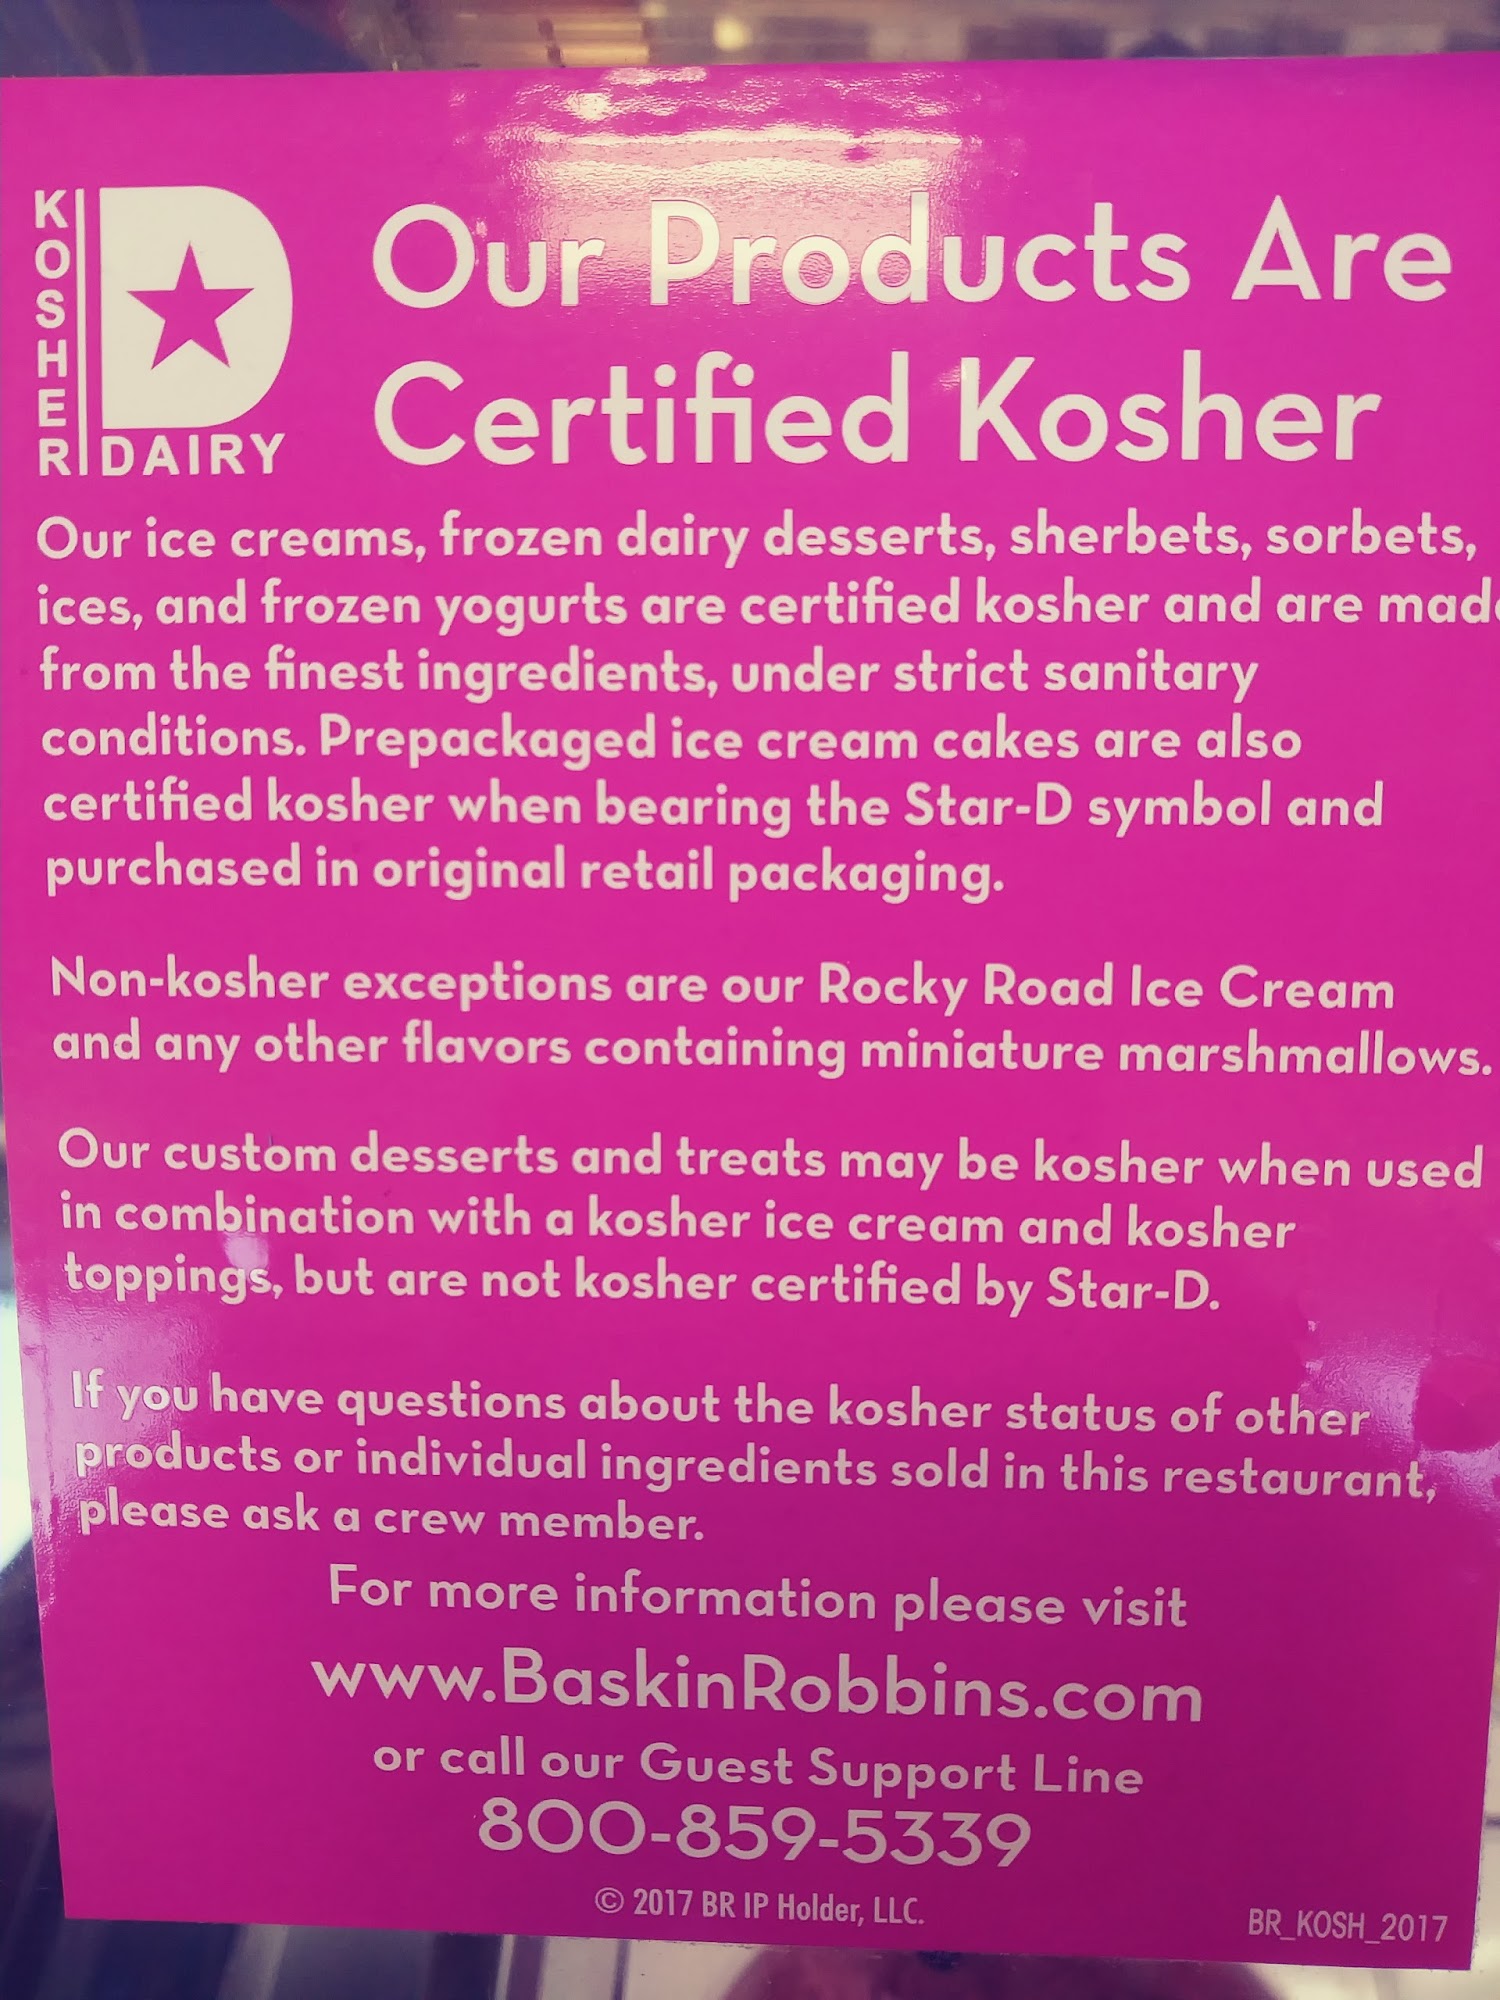 KOSHER
DAIRY
Our Products Are
Certified Kosher
Our ice creams, frozen dairy desserts, sherbets, sorbets,
ices, and frozen yogurts are certified kosher and are made
from the finest ingredients, under strict sanitary
conditions. Prepackaged ice cream cakes are also
certified kosher when bearing the Star-D symbol and
purchased in original retail packaging.
Non-kosher exceptions are our Rocky Road Ice Cream
and any other flavors containing miniature marshmallows.
Our custom desserts and treats may be kosher when used
in combination with a kosher ice cream and kosher
toppings, but are not kosher certified by Star-D.
If you have questions about the kosher status of other
products or individual ingredients sold in this restaurant,
please ask a crew member.
For more information please visit
www.BaskinRobbins.com
or call our Guest Support Line
800-859-5339
© 2017 BR IP Holder, LLC.
BR_KOSH_2017